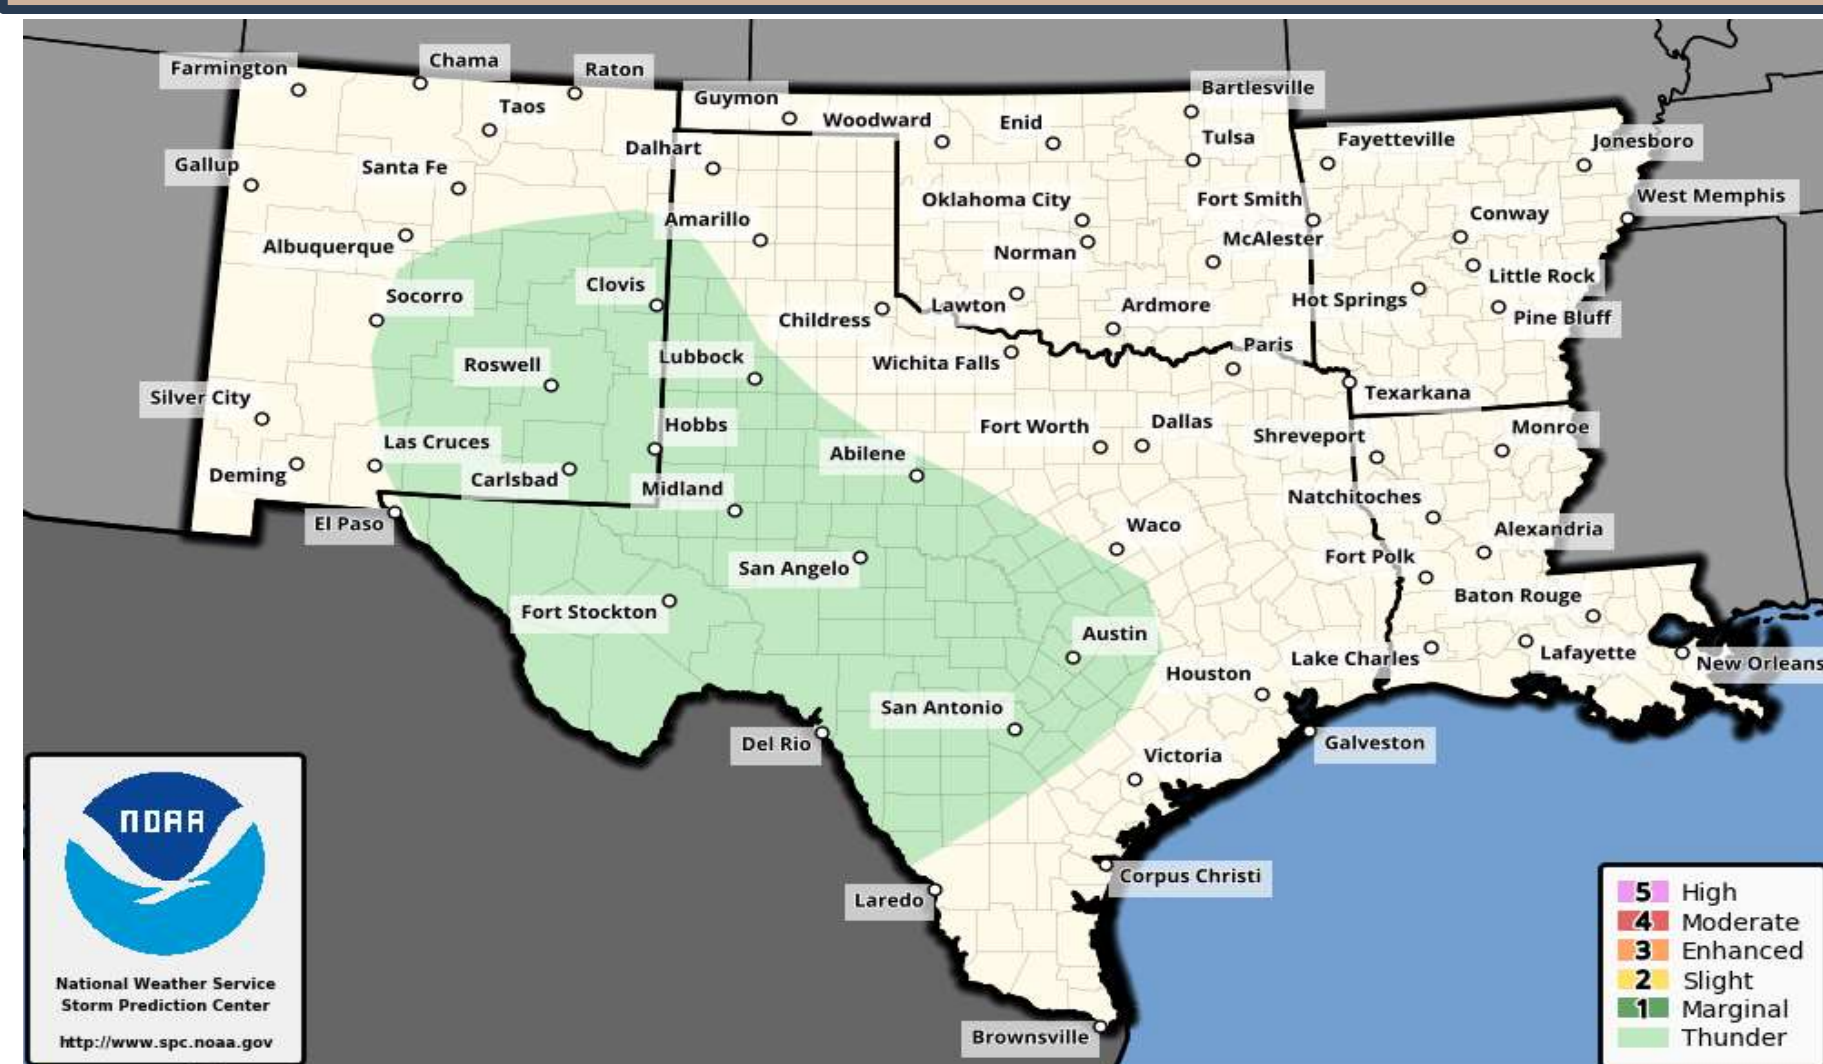 Farmington
Chama
Raton
Guymon
Bartlesville
Taos
Woodward
Enid
Tulsa
Fayetteville
Jonesboro
Gallup
Santa Fe
Dalhart
Oklahoma City
Fort Smith
Conway
West Memphis
Albuquerque
Amarillo
Norman
McAlester
Little Rock
Socorro
Clovis
Childress
Lawton
Ardmore
Hot Springs
Pine Bluff
Roswell
Lubbock
Wichita Falls
Paris
Silver City
Texarkana
Las Cruces
Hobbs
Abilene
Fort Worth
Dallas
Shreveport
Monroe
Deming
Carlsbad
Midland
Natchitoches
El Paso
Waco
Alexandria
San Angelo
Fort Polk
Fort Stockton
Baton Rouge
Austin
Lake Charles
Lafayette
New Orleans
Houston
San Antonio
Del Rio
Galveston
Victoria
Corpus Christi
Laredo
Brownsville
NOAA
National Weather Service
Storm Prediction Center
http://www.spc.noaa.gov
5 High
4 Moderate
3 Enhanced
2 Slight
1 Marginal
Thunder